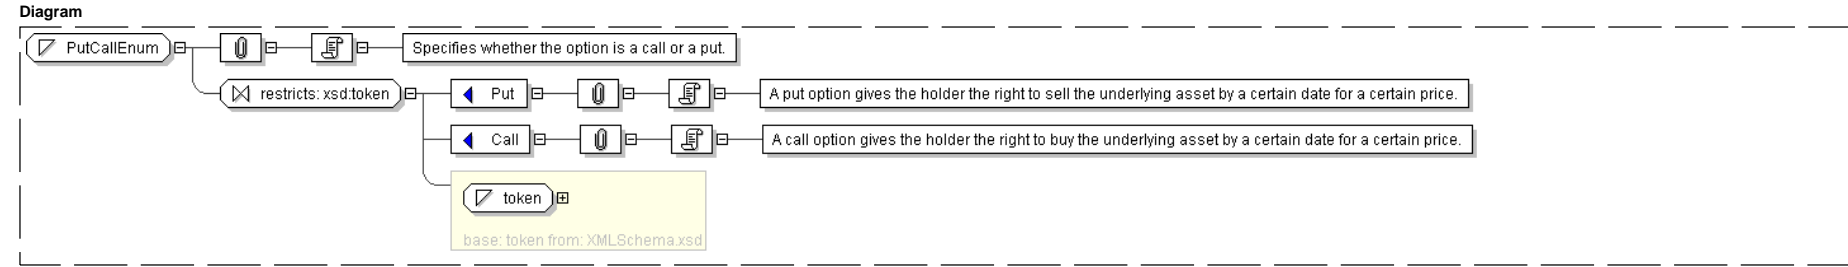 Diagram
PutCallEnum Specifies whether the option is a call or a put.
restricts: xsd:token Put A put option gives the holder the right to sell the underlying asset by a certain date for a certain price.
Call A call option gives the holder the right to buy the underlying asset by a certain date for a certain price.
token
base: token from: XMLSchema.xsd